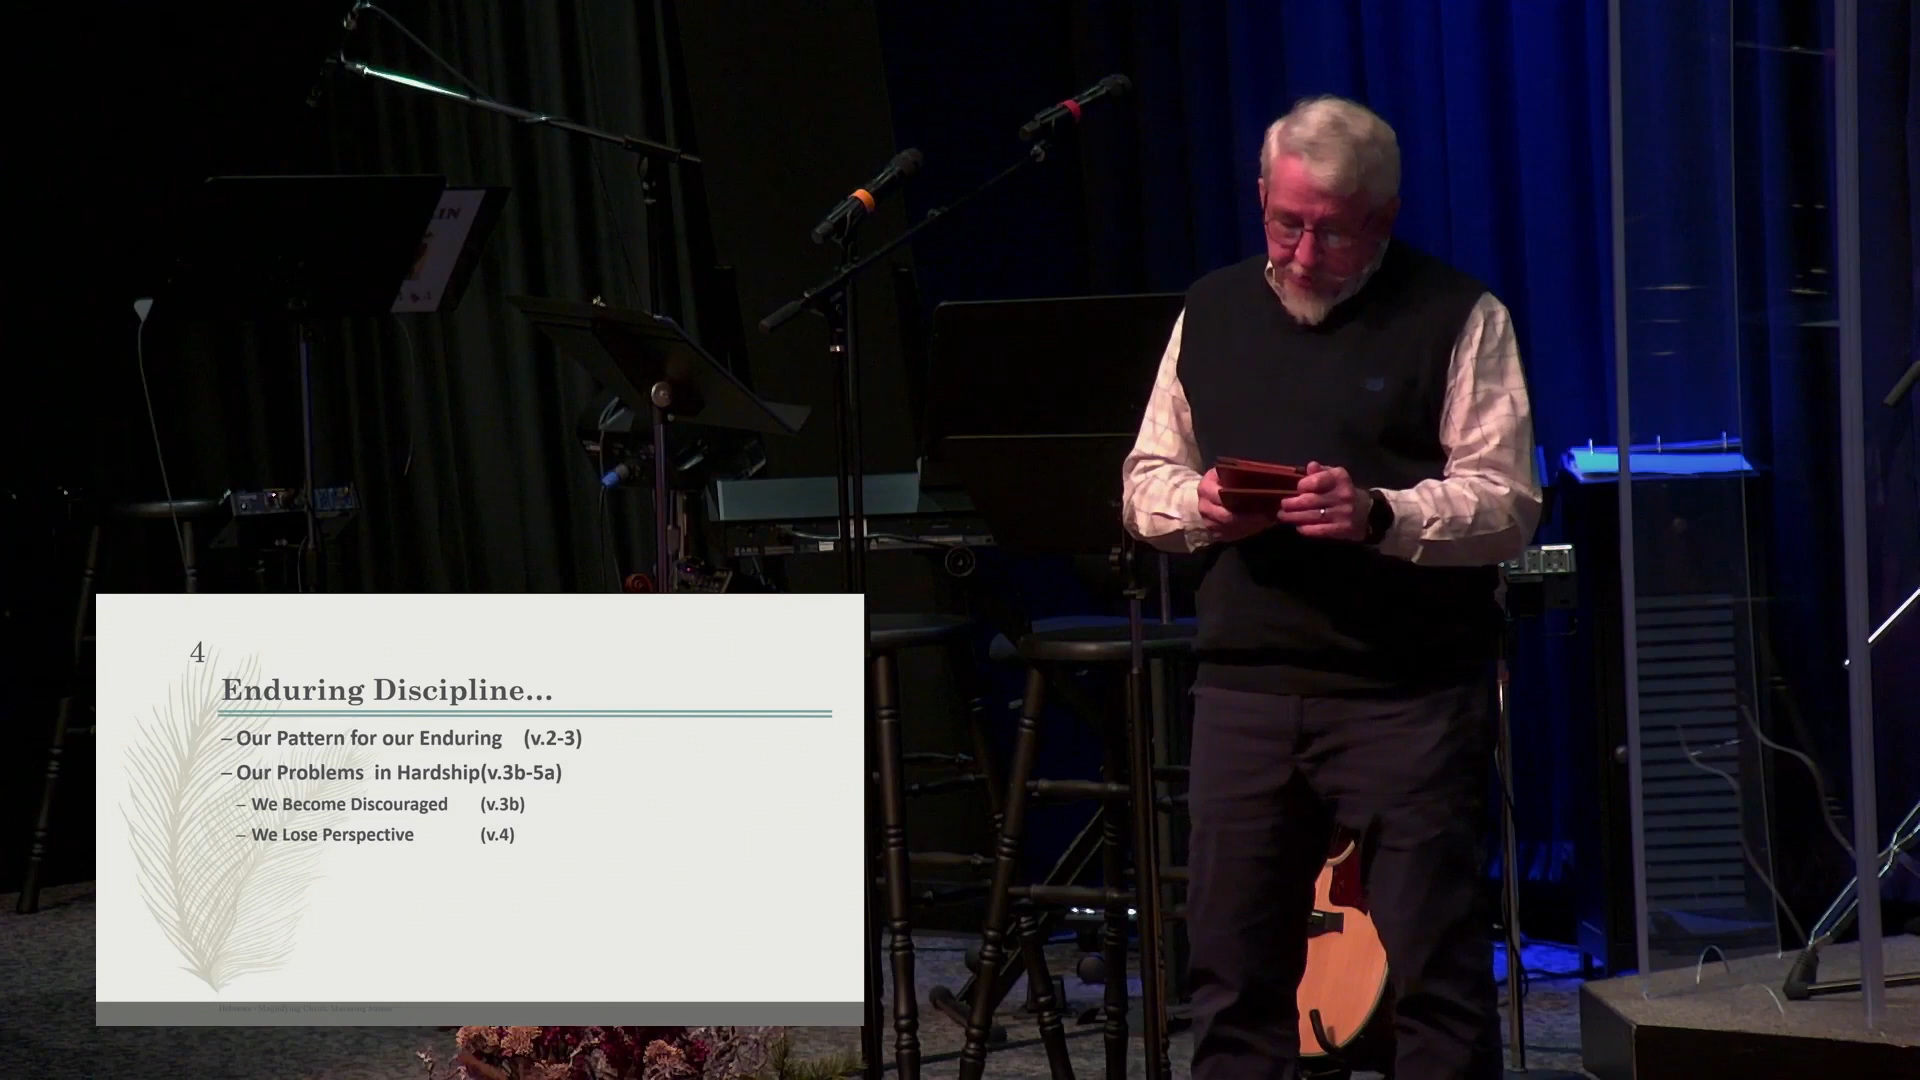 4
Enduring Discipline...
– Our Pattern for our Enduring (v.2-3)
– Our Problems in Hardship(v.3b-5a)
– We Become Discouraged (v.3b)
– We Lose Perspective (v.4)